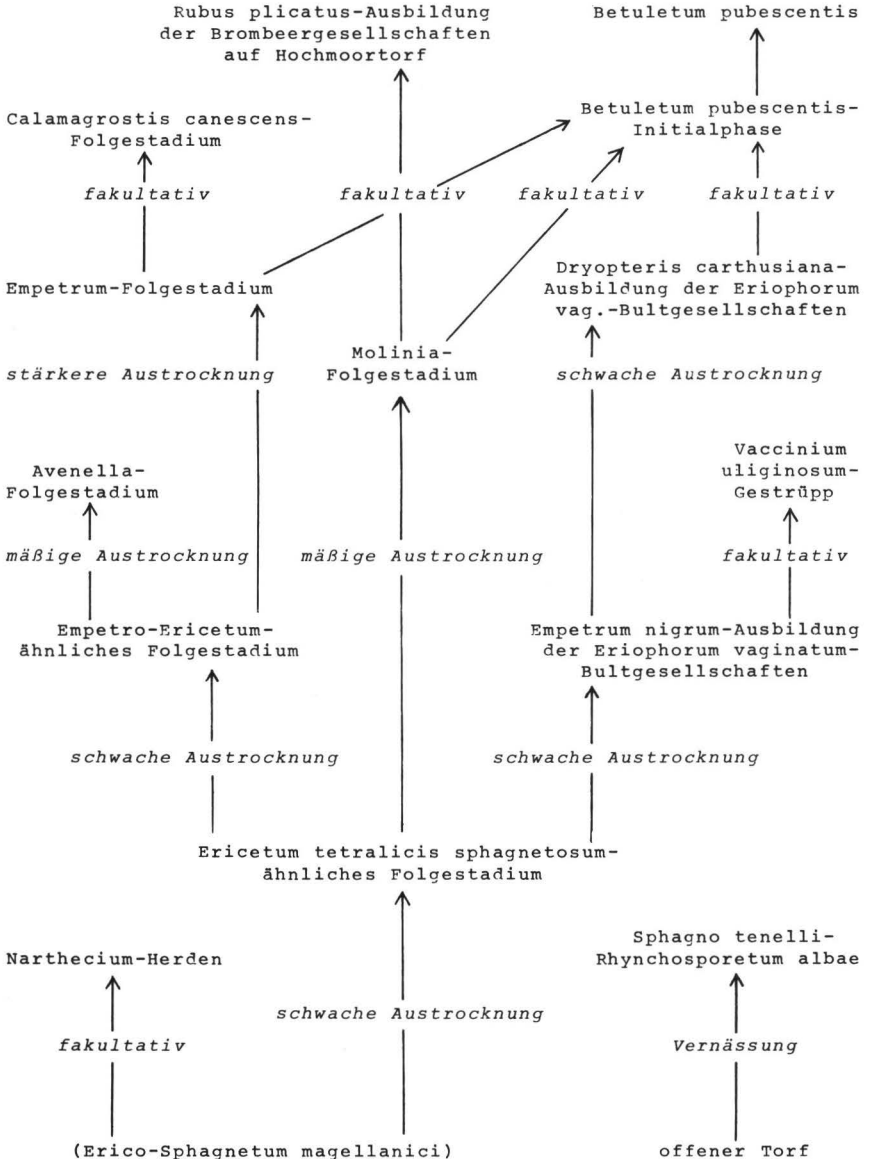 Rubus plicatus-Ausbildung
der Brombeergesellschaften
auf Hochmoortorf
Betuletum pubescentis
Calamagrostis canescens-
Folgestadium
Betuletum pubescentis-
Initialphase
fakultativ
fakultativ
fakultativ
fakultativ
Empetrum-Folgestadium
Dryopteris carthusiana-
Ausbildung der Eriophorum
vag.-Bultgesellschaften
Molinia-
Folgestadium
stärkere Austrocknung
schwache Austrocknung
Avenella-
Folgestadium
Vaccinium
uliginosum-
Gestrüpp
mäßige Austrocknung
mäßige Austrocknung
fakultativ
Empetro-Ericetum-
ähnliches Folgestadium
Empetrum nigrum-Ausbildung
der Eriophorum vaginatum-
Bultgesellschaften
schwache Austrocknung
schwache Austrocknung
Ericetum tetralicis sphagnetosum-
ähnliches Folgestadium
Narthecium-Herden
Sphagno tenelli-
Rhynchosporetum albae
schwache Austrocknung
fakultativ
Vernässung
(Erico-Sphagnetum magellanici)
offener Torf